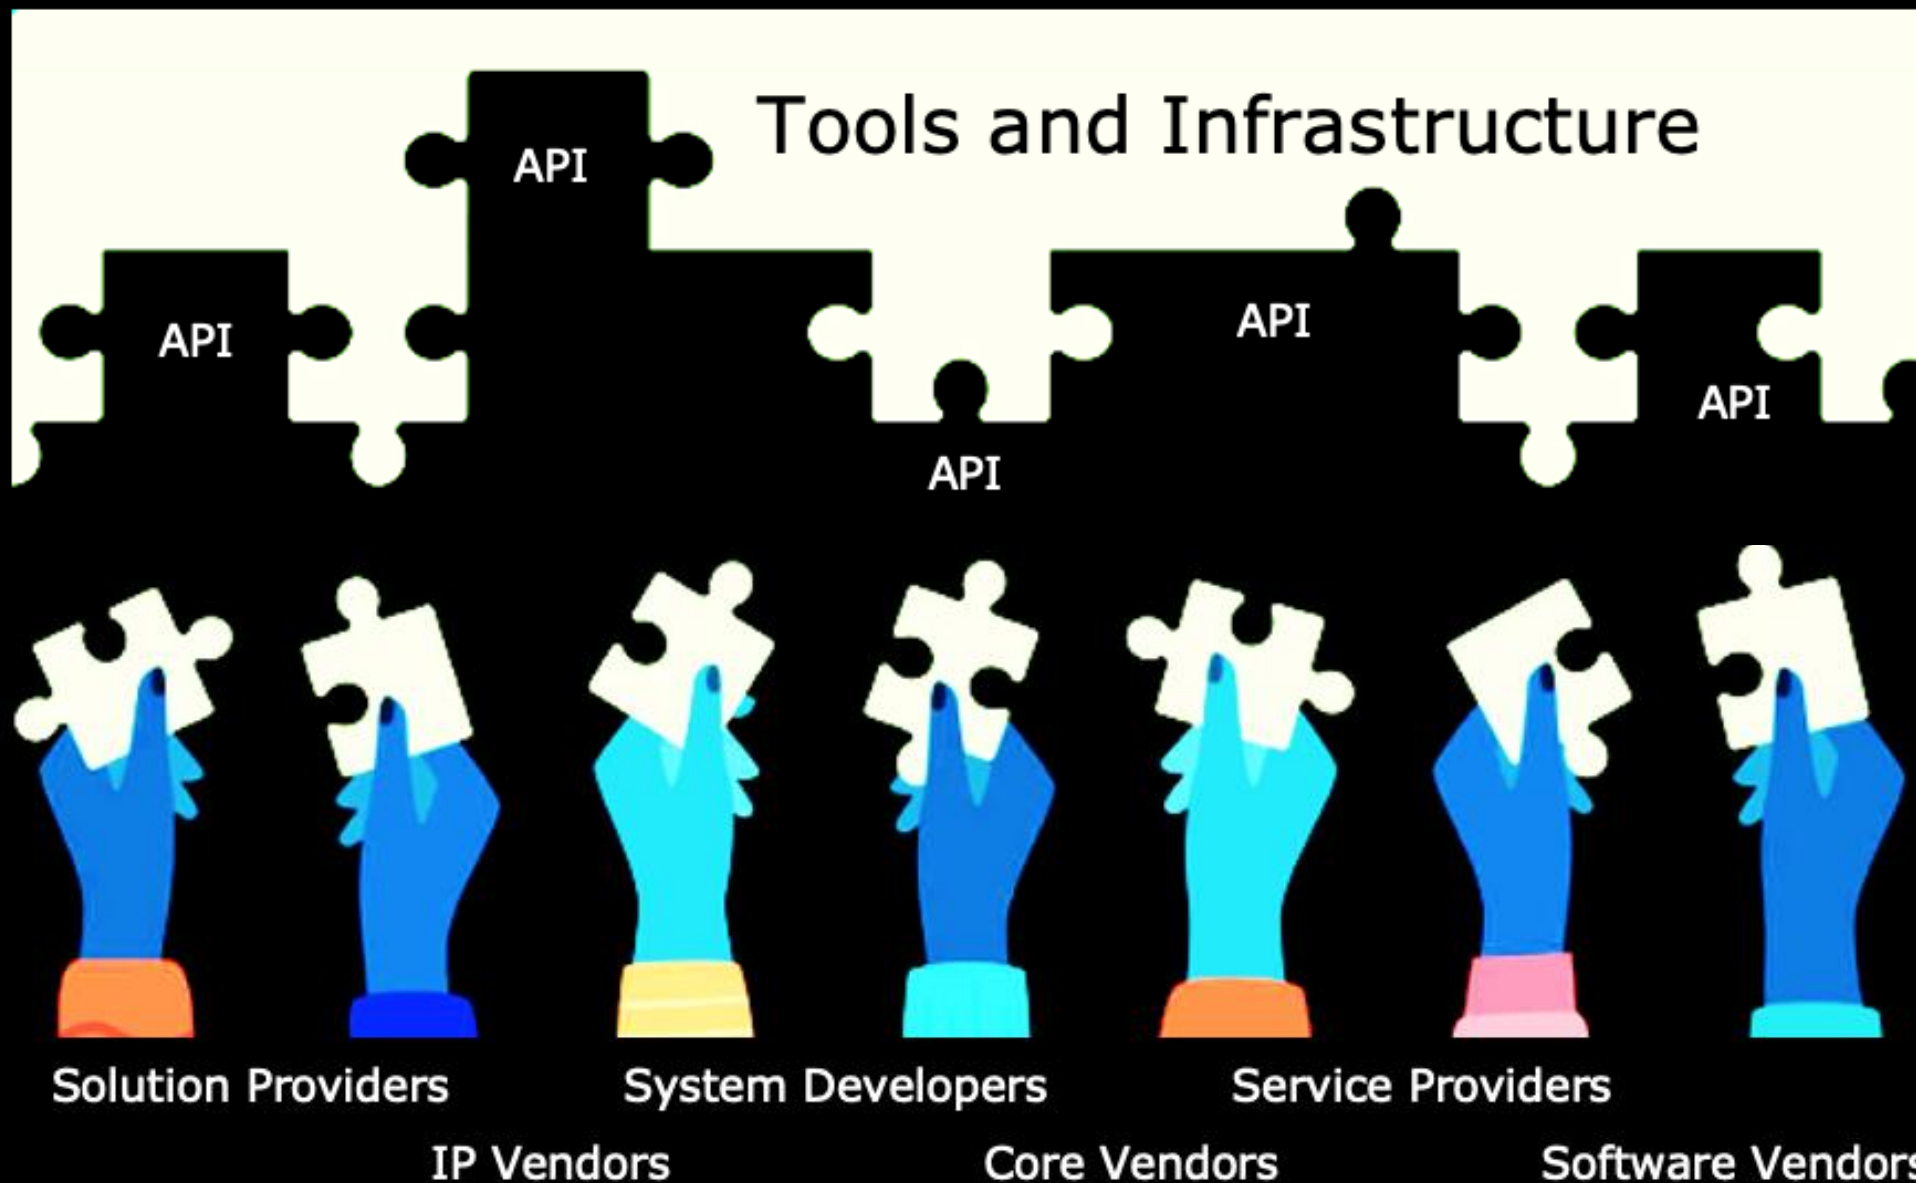 Tools and Infrastructure
API
API
API
API
API
Solution Providers
System Developers
Service Providers
IP Vendors
Core Vendors
Software Vendors